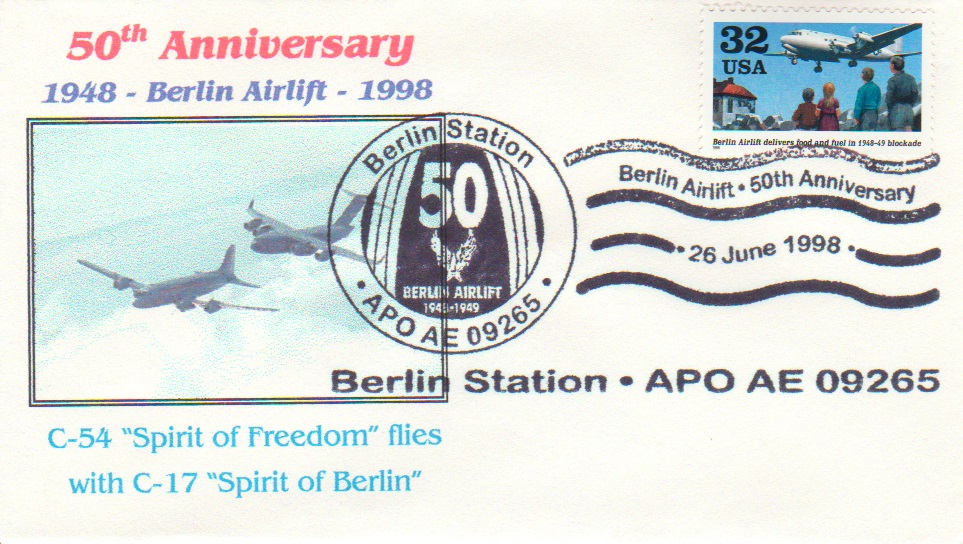 50th Anniversary
1948 - Berlin Airlift - 1998
32
USA
Berlin Airlift delivers food and fuel in 1948-49 blockade
Berlin Station
50
BERLIN AIRLIFT
1948-1949
• APO AE 09265 •
Berlin Airlift • 50th Anniversary
• 26 June 1998 •
Berlin Station • APO AE 09265
C-54 "Spirit of Freedom" flies
with C-17 "Spirit of Berlin"